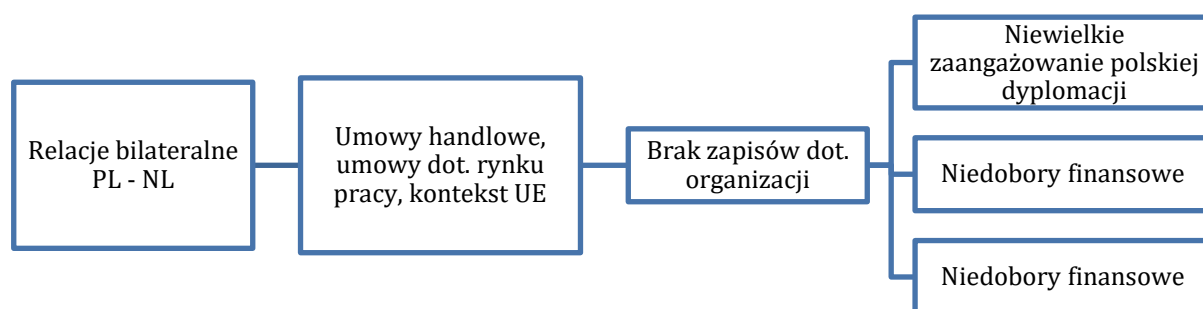 Relacje bilateralne
PL - NL
Umowy handlowe,
umowy dot. rynku
pracy, kontekst UE
Brak zapisów dot.
organizacji
Niewielkie
zaangażowanie polskiej
dyplomacji
Niedobory finansowe
Niedobory finansowe